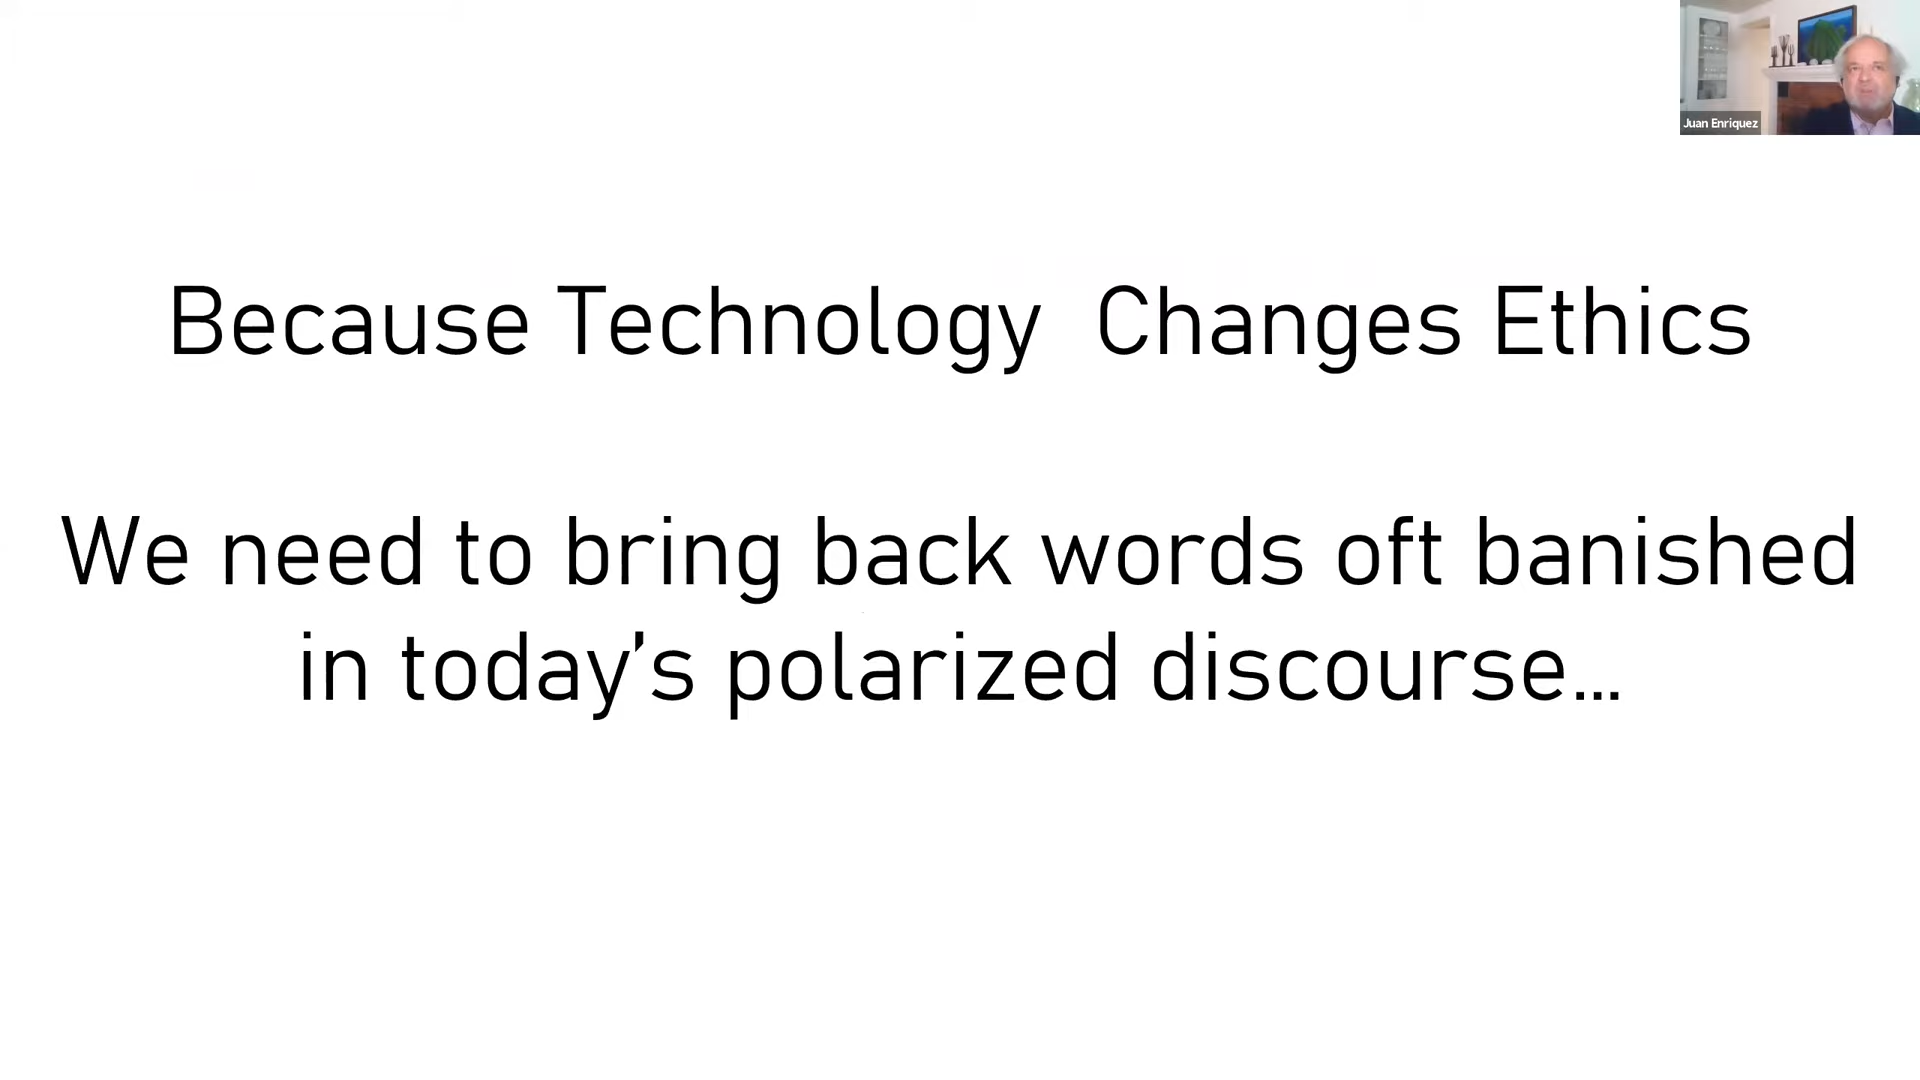 Juan Enriquez
Because Technology  Changes Ethics
We need to bring back words oft banished
in today’s polarized discourse...